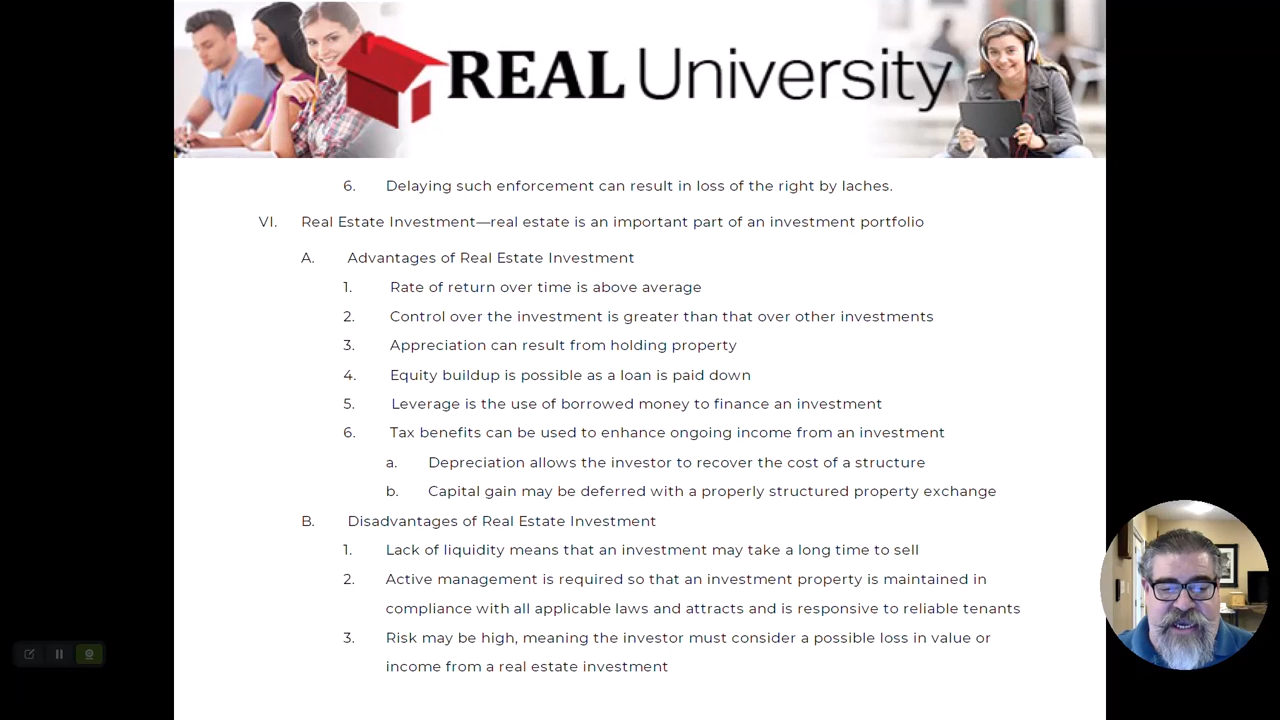 REAL University
6. Delaying such enforcement can result in loss of the right by laches.
VI. Real Estate Investment—real estate is an important part of an investment portfolio
A. Advantages of Real Estate Investment
1. Rate of return over time is above average
2. Control over the investment is greater than that over other investments
3. Appreciation can result from holding property
4. Equity buildup is possible as a loan is paid down
5. Leverage is the use of borrowed money to finance an investment
6. Tax benefits can be used to enhance ongoing income from an investment
a. Depreciation allows the investor to recover the cost of a structure
b. Capital gain may be deferred with a properly structured property exchange
B. Disadvantages of Real Estate Investment
1. Lack of liquidity means that an investment may take a long time to sell
2. Active management is required so that an investment property is maintained in
compliance with all applicable laws and attracts and is responsive to reliable tenants
3. Risk may be high, meaning the investor must consider a possible loss in value or
income from a real estate investment